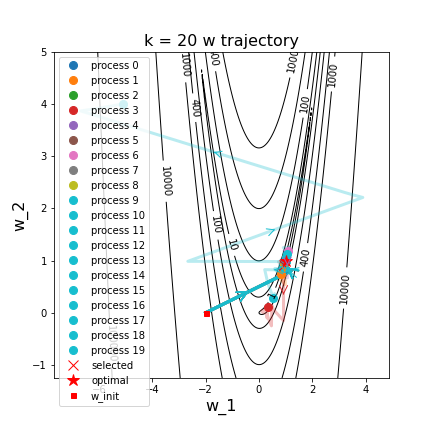 k = 20 w trajectory
w_2
5
4
3
2
1
0
−1
process 0
process 1
process 2
process 3
process 4
process 5
process 6
process 7
process 8
process 9
process 10
process 11
process 12
process 13
process 14
process 15
process 16
process 17
process 18
process 19
selected
optimal
w_init
1000
400
1000
1000
400
100
10000
100
10
400
10000
−6
−4
−2
0
2
4
w_1